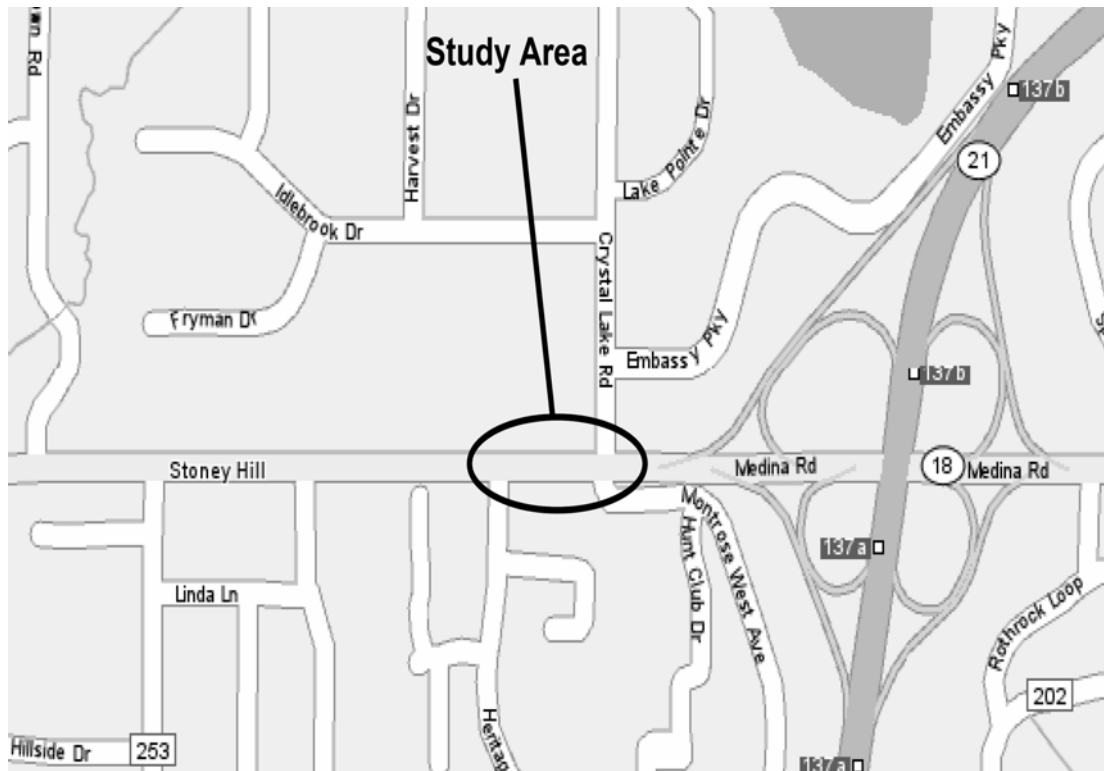 Study Area
wn Rd
Harvest Dr
Idlebrook Dr
Fryman Dr
Lake Pointe Dr
Crystal Lake Rd
Embassy Pky
Embassy Pky
137b
21
137b
Stoney Hill
Medina Rd
18
Medina Rd
Montrose West Ave
Hunt Club Dr
137a
Linda Ln
Rothrock Loop
202
Heritag
Hillside Dr
253
137a